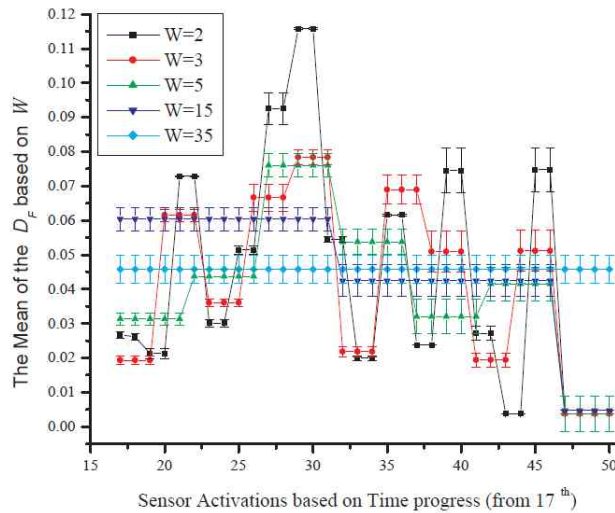 The Mean of the D_F based on W
0.12
0.11
0.10
0.09
0.08
0.07
0.06
0.05
0.04
0.03
0.02
0.01
0.00
W=2
W=3
W=5
W=15
W=35
15 20 25 30 35 40 45 50
Sensor Activations based on Time progress (from 17 th)